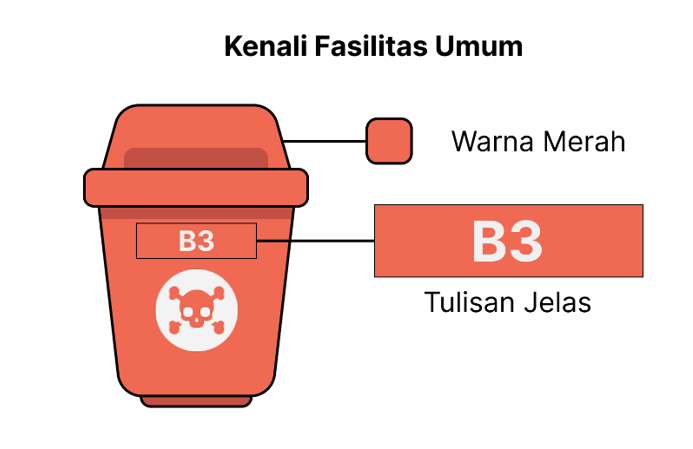 Kenali Fasilitas Umum
Warna Merah
B3
B3
Tulisan Jelas